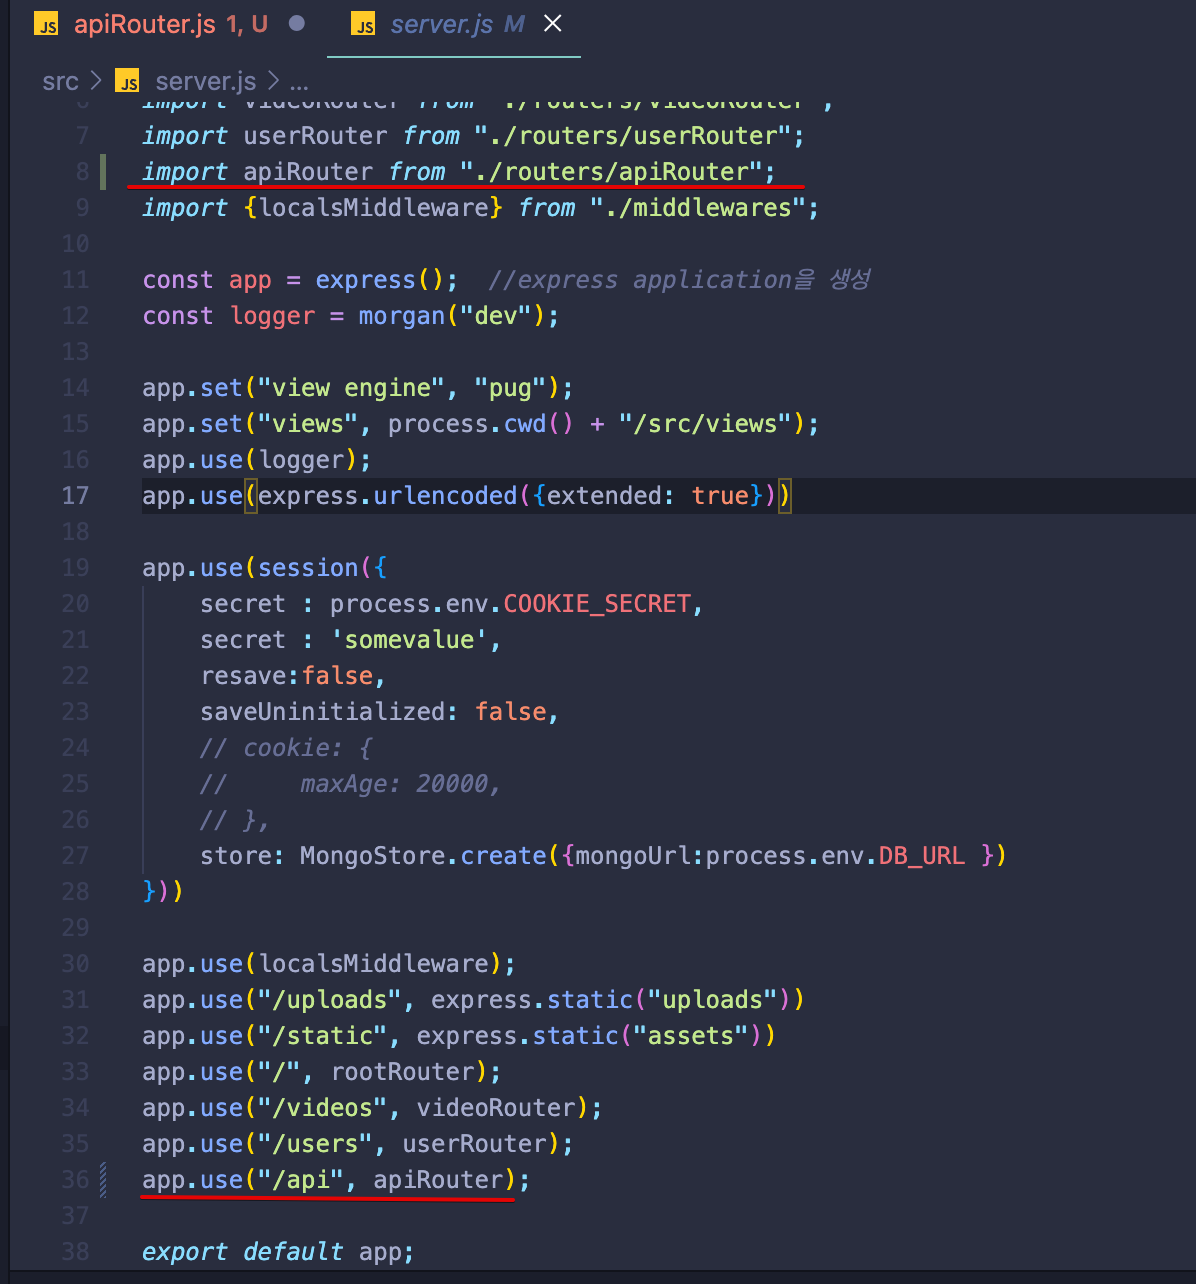 JS apiRouter.js 1, U ● JS server.js M ×
src > JS server.js > ...
6 import videoRouter from "./routers/videoRouter";
7 import userRouter from "./routers/userRouter";
8 import apiRouter from "./routers/apiRouter";
9 import {localsMiddleware} from "./middlewares";
10
11 const app = express();  //express application을 생성
12 const logger = morgan("dev");
13
14 app.set("view engine", "pug");
15 app.set("views", process.cwd() + "/src/views");
16 app.use(logger);
17 app.use(express.urlencoded({extended: true}))
18
19 app.use(session({
20     secret : process.env.COOKIE_SECRET,
21     secret : 'somevalue',
22     resave:false,
23     saveUninitialized: false,
24     // cookie: {
25     //     maxAge: 20000,
26     // },
27     store: MongoStore.create({mongoUrl:process.env.DB_URL })
28 }))
29
30 app.use(localsMiddleware);
31 app.use("/uploads", express.static("uploads"))
32 app.use("/static", express.static("assets"))
33 app.use("/", rootRouter);
34 app.use("/videos", videoRouter);
35 app.use("/users", userRouter);
36 app.use("/api", apiRouter);
37
38 export default app;